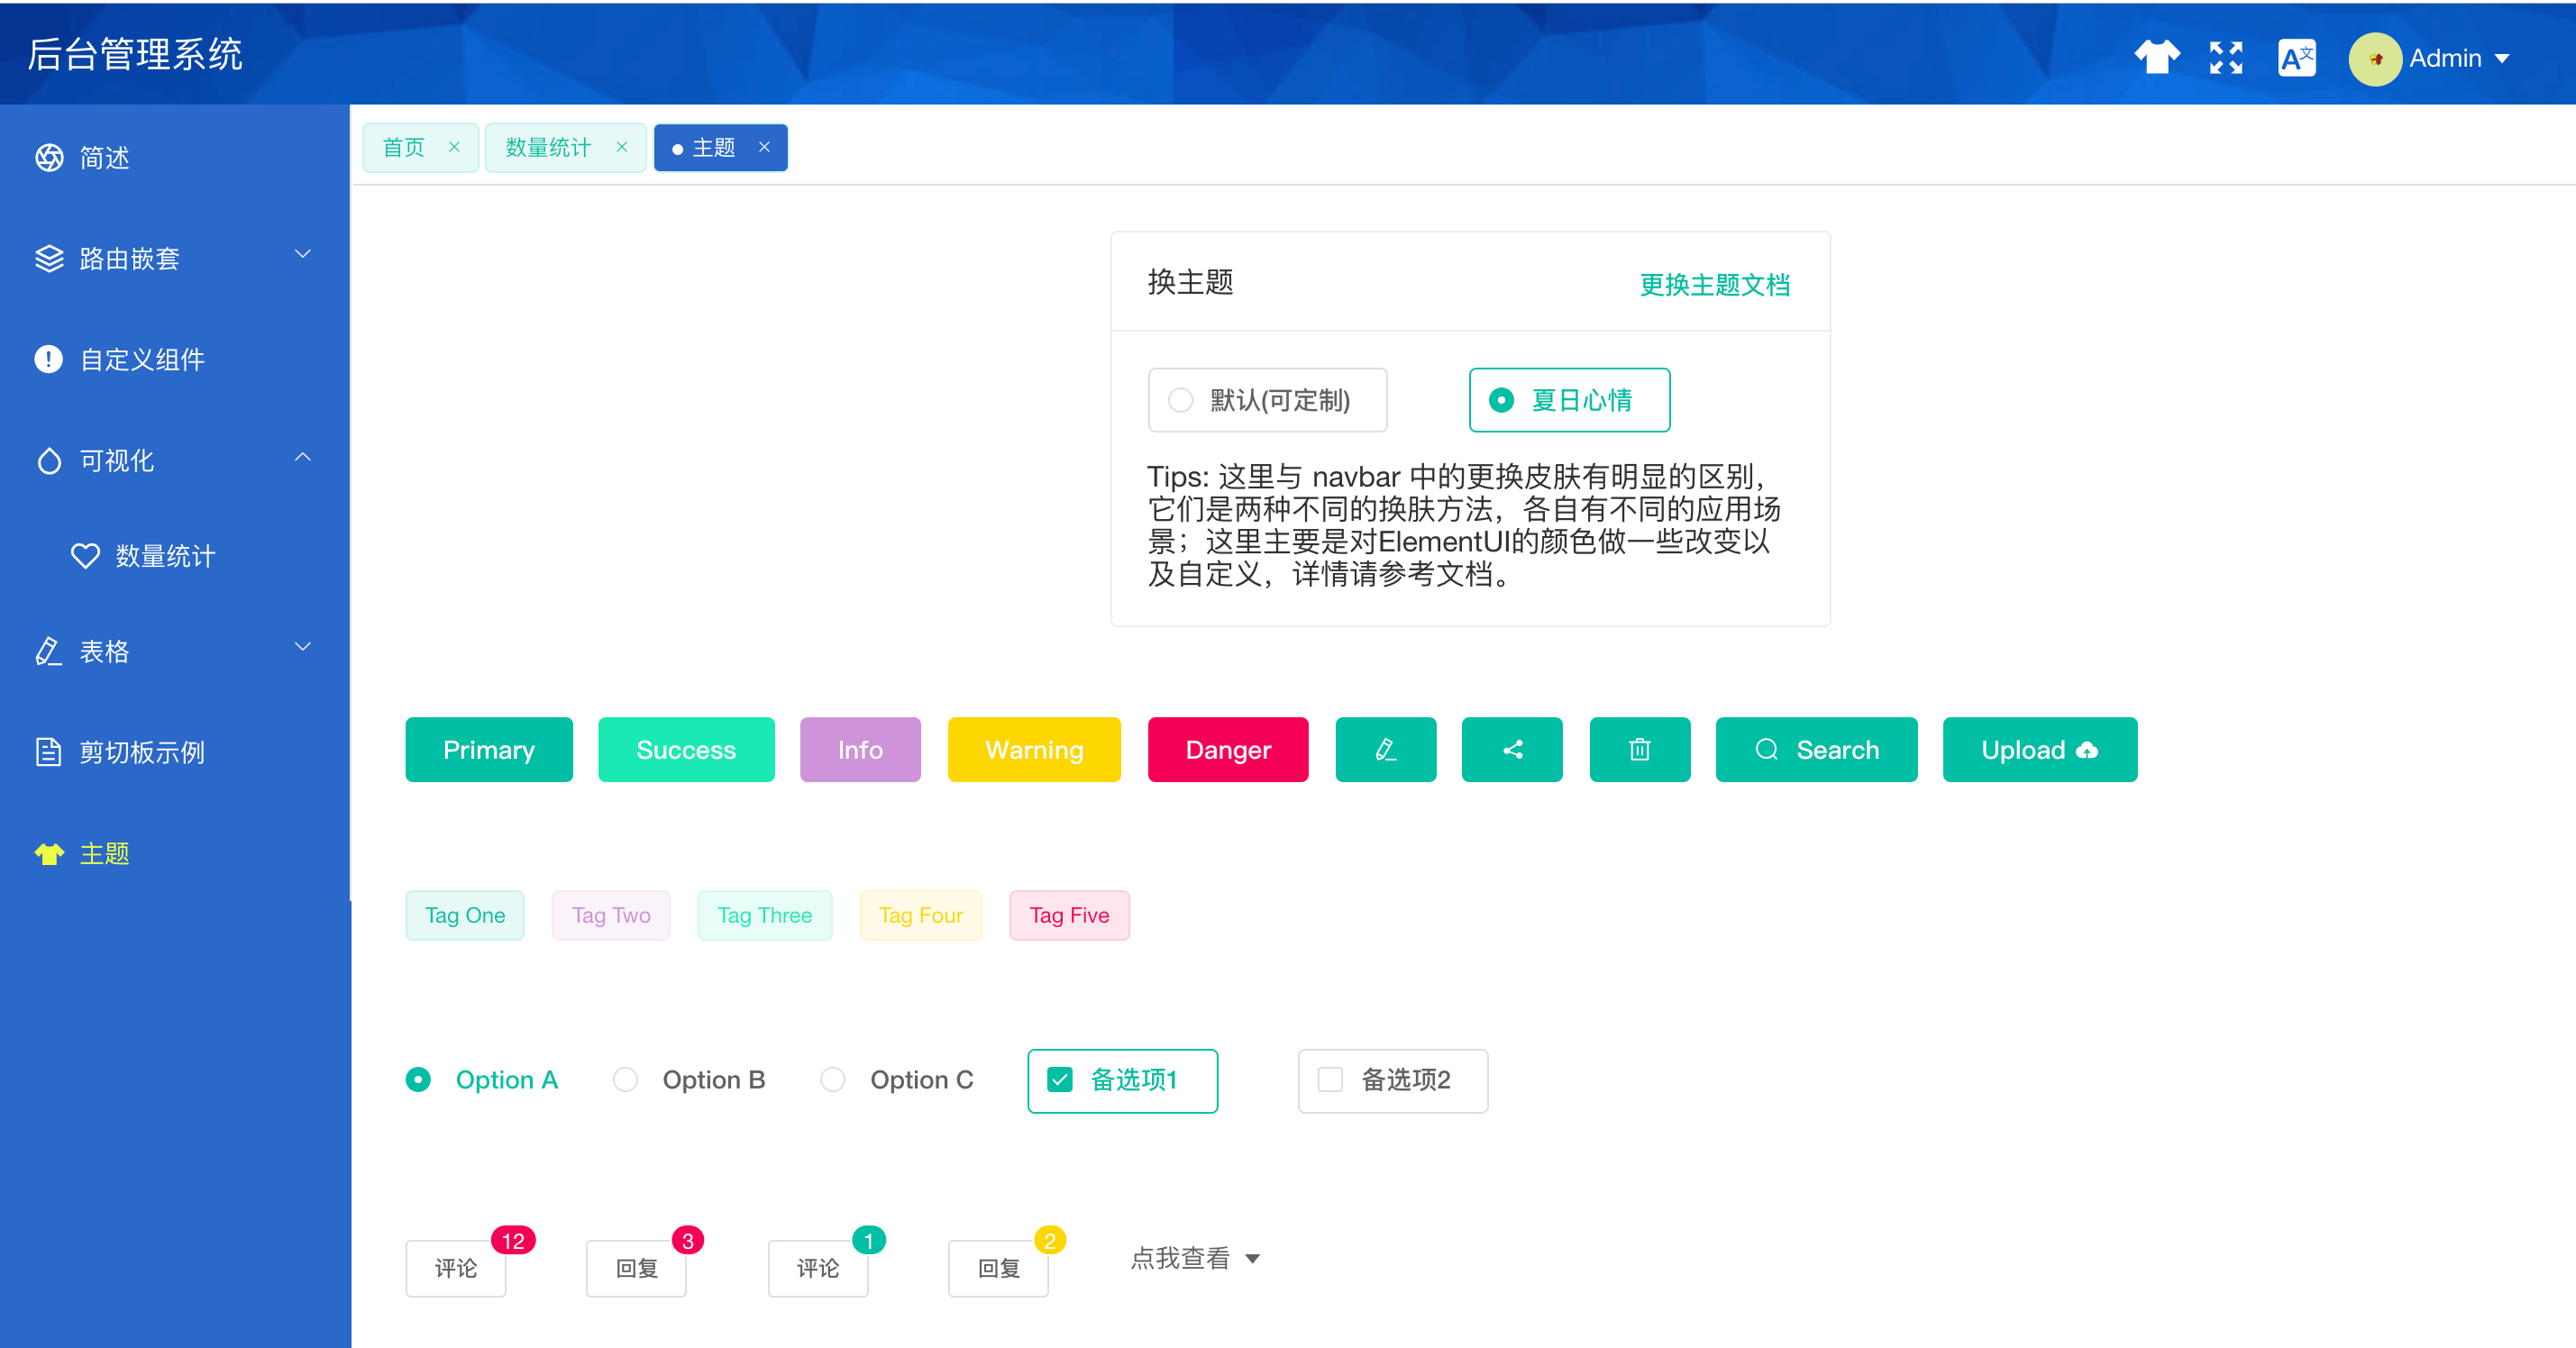 后台管理系统
A文
Admin
简述
路由嵌套
自定义组件
可视化
数量统计
表格
剪切板示例
主题
首页 数量统计 主题
换主题 更换主题文档
默认(可定制) 夏日心情
Tips: 这里与 navbar 中的更换皮肤有明显的区别，
它们是两种不同的换肤方法，各自有不同的应用场
景；这里主要是对ElementUI的颜色做一些改变以
及自定义，详情请参考文档。
Primary Success Info Warning Danger Search Upload
Tag One Tag Two Tag Three Tag Four Tag Five
Option A Option B Option C 备选项1 备选项2
评论 12 回复 3 评论 1 回复 2 点我查看